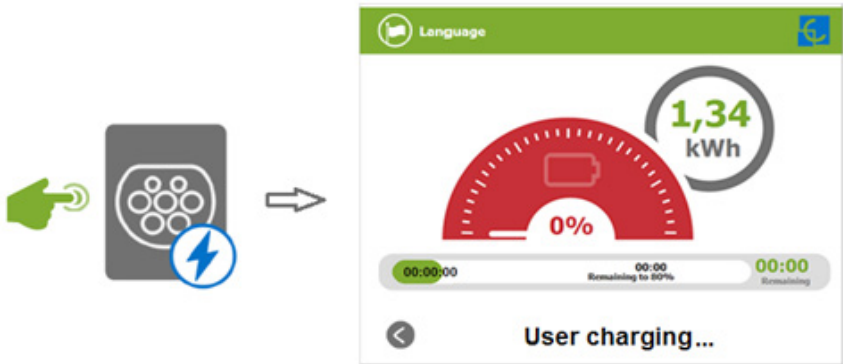 Language
1,34
kWh
0%
00:00:00
00:00
Remaining to 80%
00:00
Remaining
User charging...